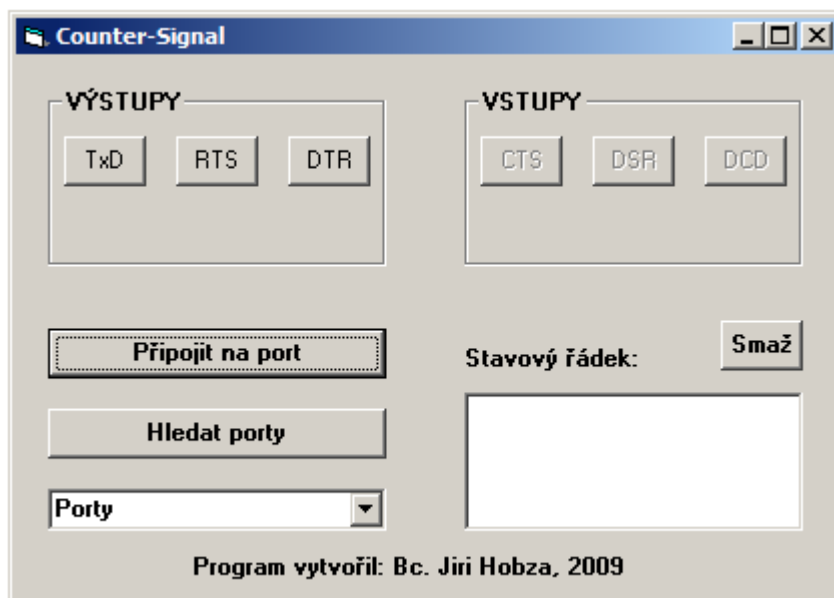 Counter-Signal
VÝSTUPY
TxD RTS DTR
VSTUPY
CTS DSR DCD
Připojit na port
Hledat porty
Porty
Stavový řádek:
Smaž
Program vytvořil: Bc. Jiri Hobza, 2009